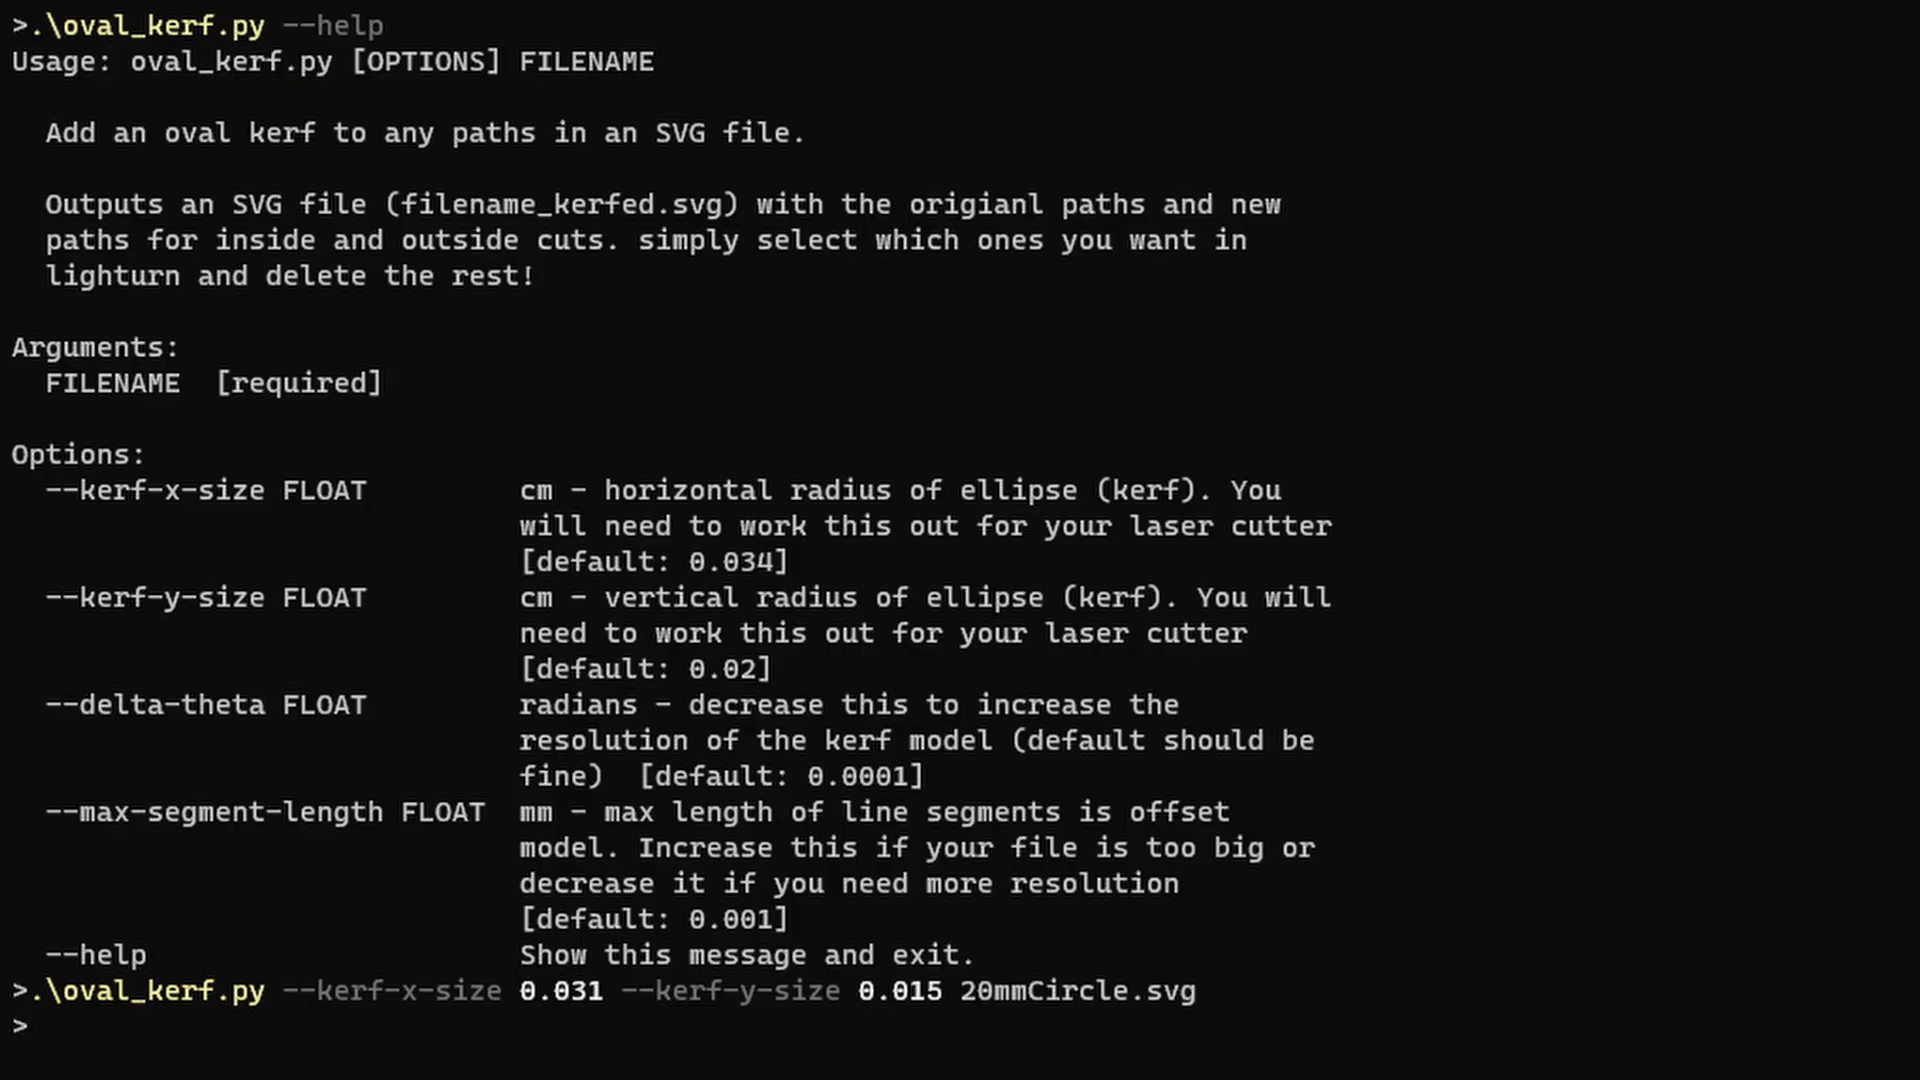 >.\oval_kerf.py --help
Usage: oval_kerf.py [OPTIONS] FILENAME
Add an oval kerf to any paths in an SVG file.
Outputs an SVG file (filename_kerfed.svg) with the origianl paths and new
paths for inside and outside cuts. simply select which ones you want in
lighturn and delete the rest!
Arguments:
FILENAME  [required]
Options:
--kerf-x-size FLOAT cm - horizontal radius of ellipse (kerf). You
will need to work this out for your laser cutter
[default: 0.034]
--kerf-y-size FLOAT cm - vertical radius of ellipse (kerf). You will
need to work this out for your laser cutter
[default: 0.02]
--delta-theta FLOAT radians - decrease this to increase the
resolution of the kerf model (default should be
fine)  [default: 0.0001]
--max-segment-length FLOAT mm - max length of line segments is offset
model. Increase this if your file is too big or
decrease it if you need more resolution
[default: 0.001]
--help Show this message and exit.
>.\oval_kerf.py --kerf-x-size 0.031 --kerf-y-size 0.015 20mmCircle.svg
>